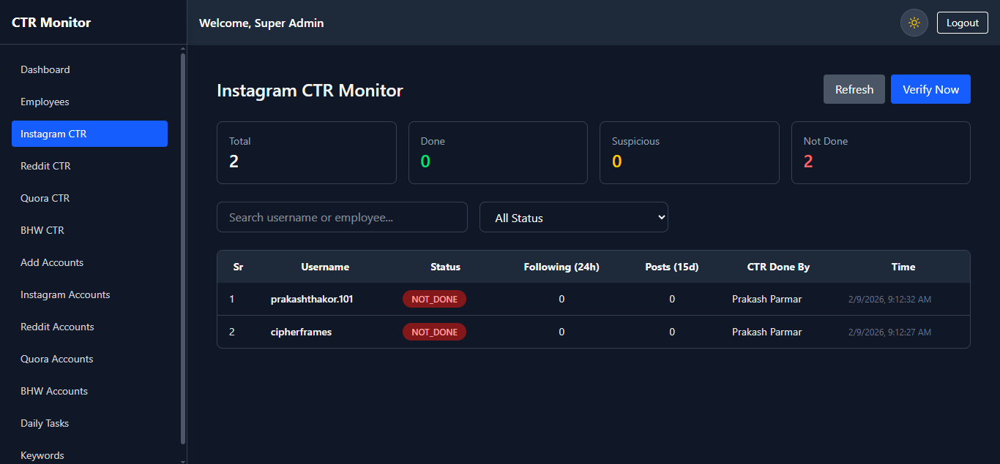 CTR Monitor
Welcome, Super Admin
Logout
Dashboard
Employees
Instagram CTR
Reddit CTR
Quora CTR
BHW CTR
Add Accounts
Instagram Accounts
Reddit Accounts
Quora Accounts
BHW Accounts
Daily Tasks
Keywords
Instagram CTR Monitor
Refresh
Verify Now
Total
2
Done
0
Suspicious
0
Not Done
2
Search username or employee...
All Status
Sr Username Status Following (24h) Posts (15d) CTR Done By Time
1 prakashthakor.101 NOT_DONE 0 0 Prakash Parmar 2/9/2026, 9:12:32 AM
2 cipherframes NOT_DONE 0 0 Prakash Parmar 2/9/2026, 9:12:27 AM